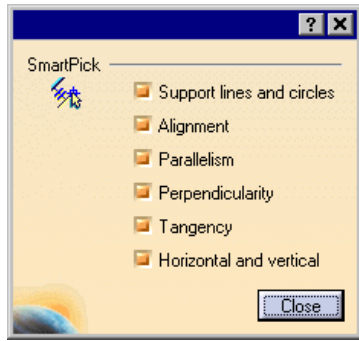 SmartPick
Support lines and circles
Alignment
Parallelism
Perpendicularity
Tangency
Horizontal and vertical
Close